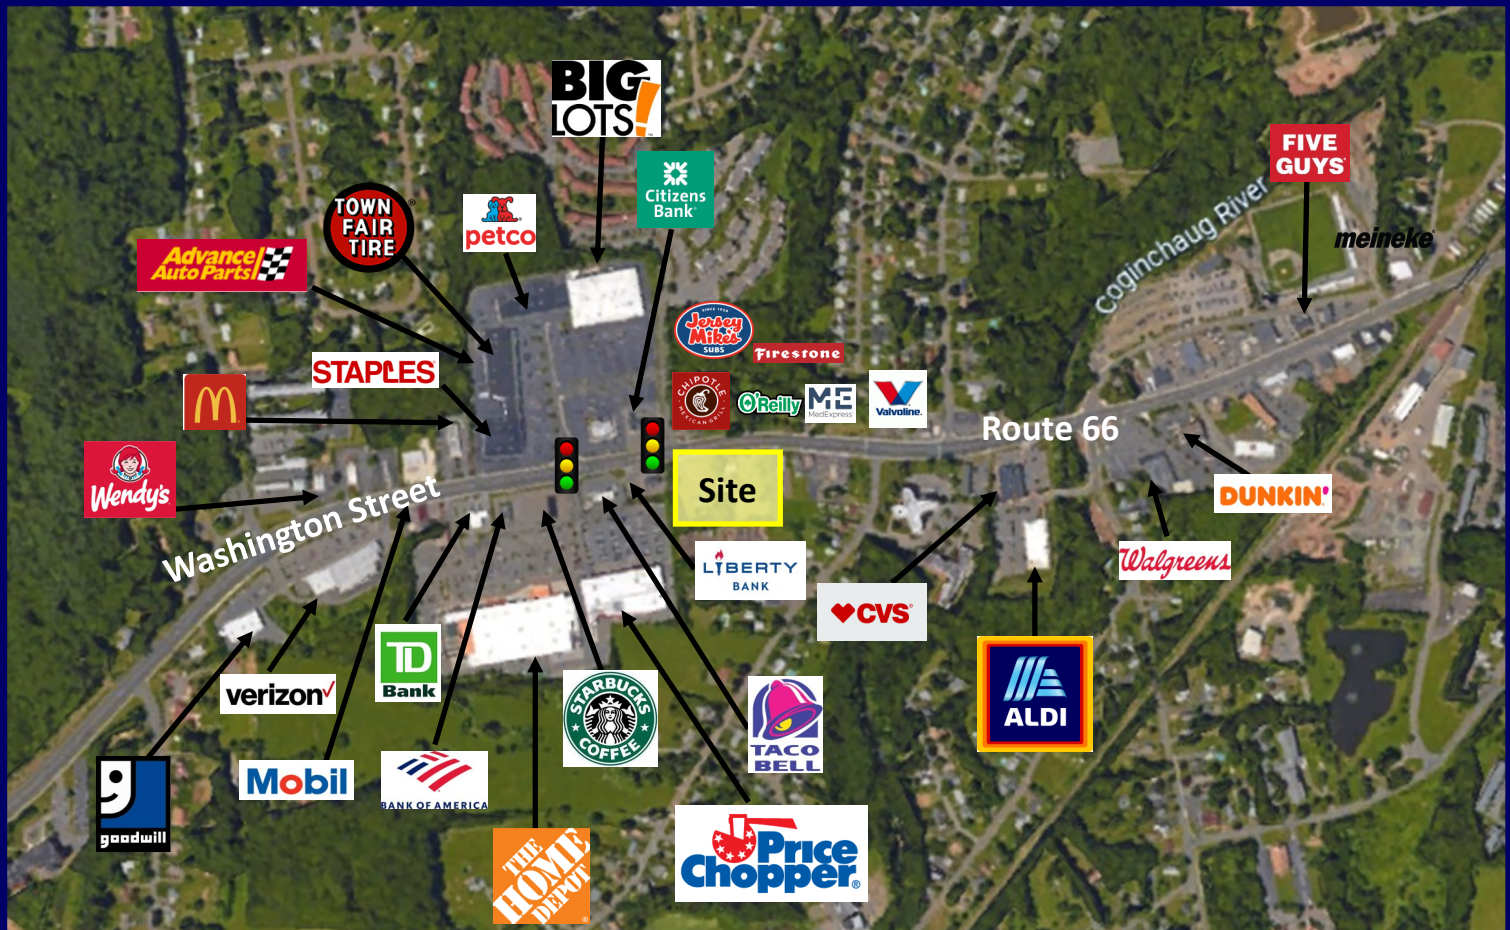 BIG
LOTS!
Citizens
Bank®
FIVE
GUYS®
TOWN
FAIR
TIRE
®
petco
Advance
Auto Parts
Coginchaug River
meineke
SINCE 1956
Jersey
Mike's
SUBS
Firestone
STAPLES
CHIPOTLE
MEXICAN GRILL
O'Reilly
ME
MedExpress
Valvoline
Route 66
Wendy's
Site
Washington Street
DUNKIN'
LIBERTY
BANK
Walgreens
CVS®
TD
Bank
verizon
STARBUCKS
COFFEE
TACO
BELL
ALDI
Mobil
BANK OF AMERICA
goodwill
THE
HOME
DEPOT
®
Price
Chopper®